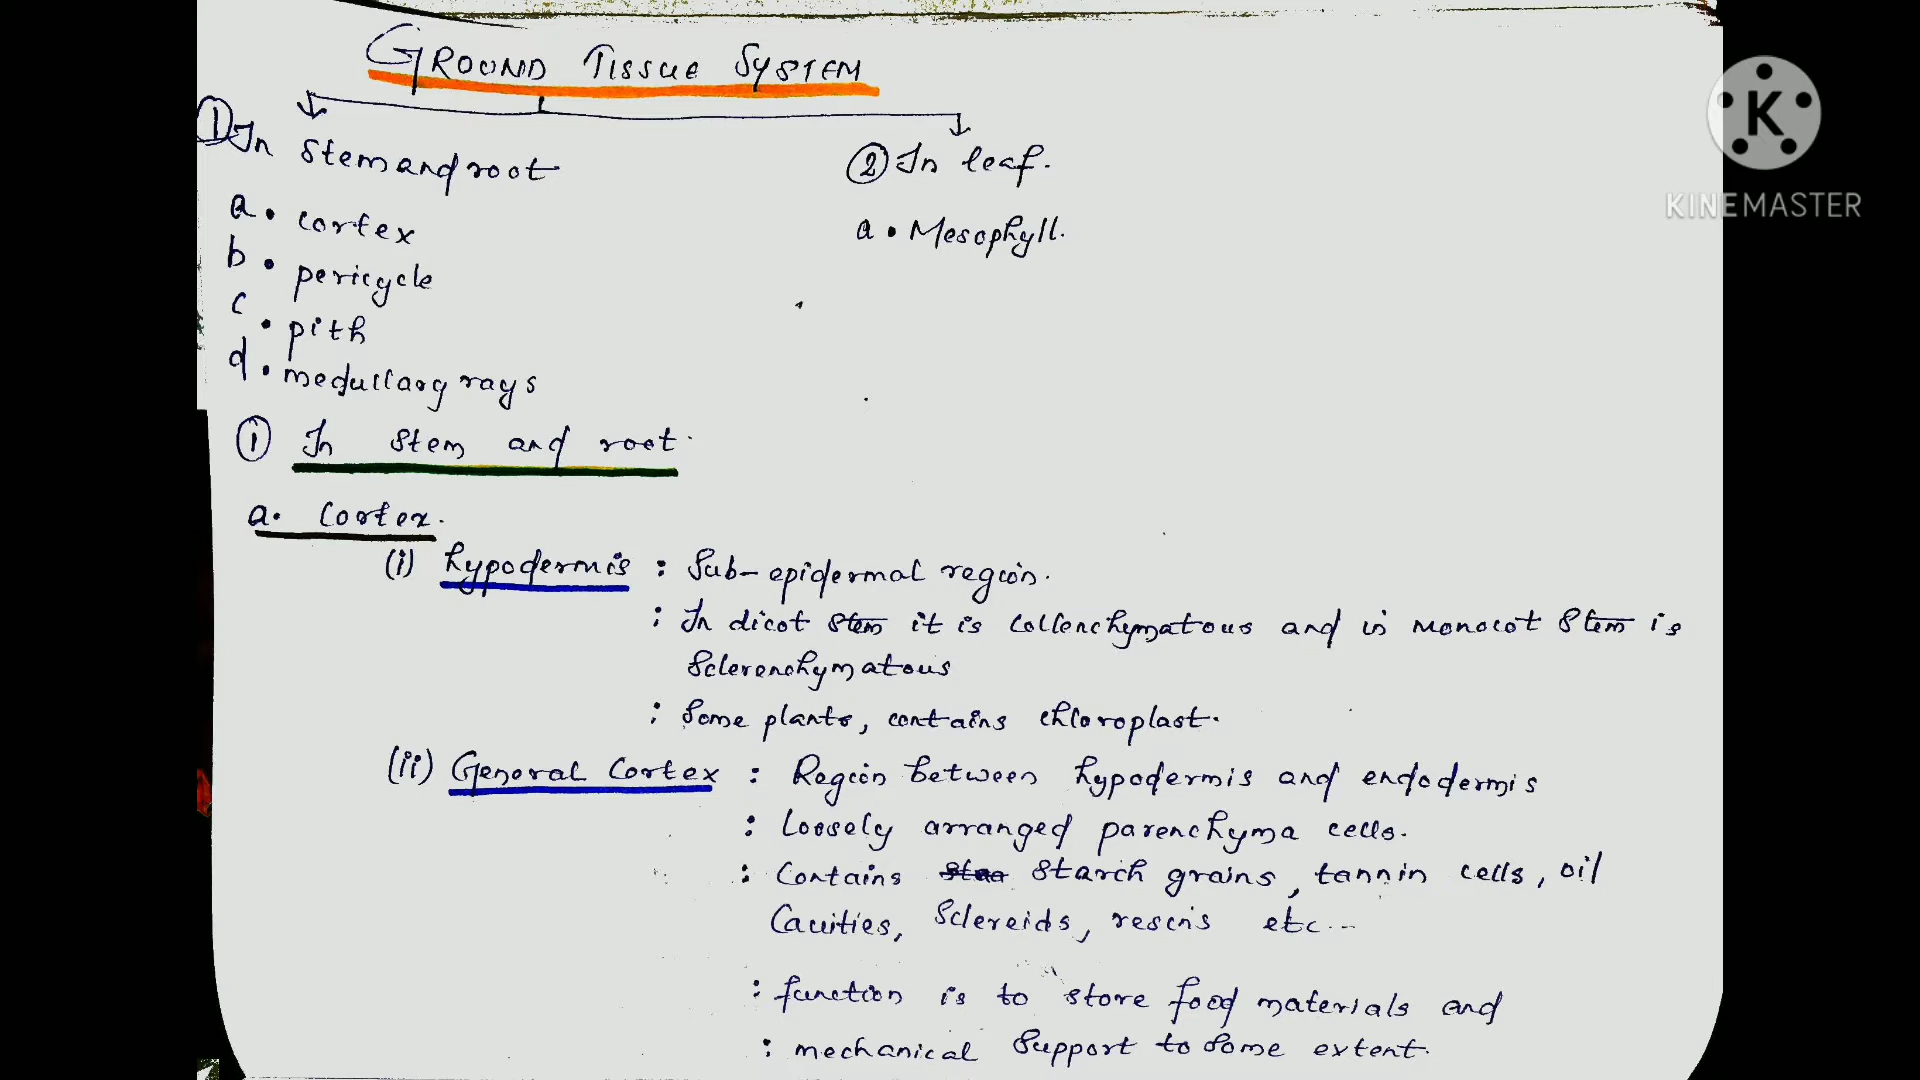 GROUND TISSUE SYSTEM
① In stem and root
a. cortex
b. pericycle
c. pith
d. medullary rays
② In leaf.
a. Mesophyll.
① In stem and root.
a. Cortex.
(i) hypodermis : Sub-epidermal region.
: In dicot stem it is collenchymatous and in monocot stem is
Sclerenchymatous
: Some plants, contains chloroplast.
(ii) General Cortex : Region between hypodermis and endodermis
: Loosely arranged parenchyma cells.
: Contains starch grains, tannin cells, oil
Cavities, Sclereids, resins etc...
: function is to store food materials and
: mechanical Support to some extent.
K
KINEMASTER